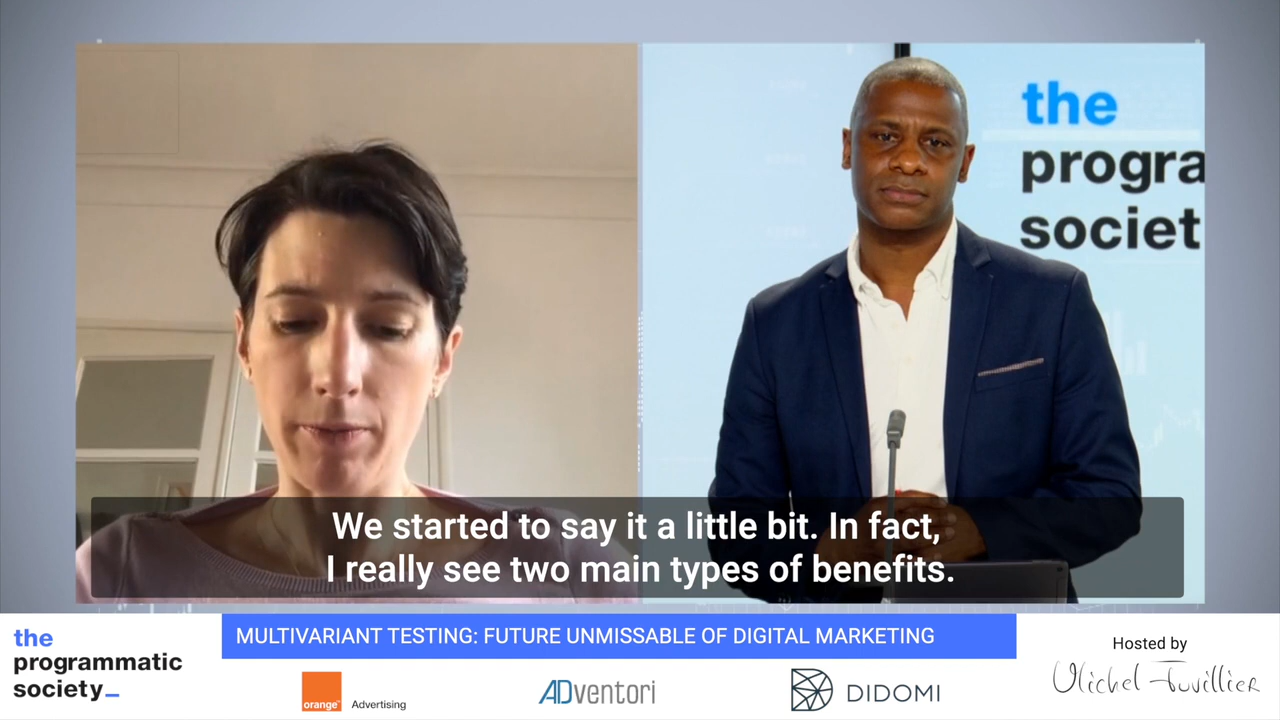 the
progra
societ
We started to say it a little bit. In fact,
I really see two main types of benefits.
the
programmatic
society_
MULTIVARIANT TESTING: FUTURE UNMISSABLE OF DIGITAL MARKETING
orange™ Advertising
ADventori
DIDOMI
Hosted by